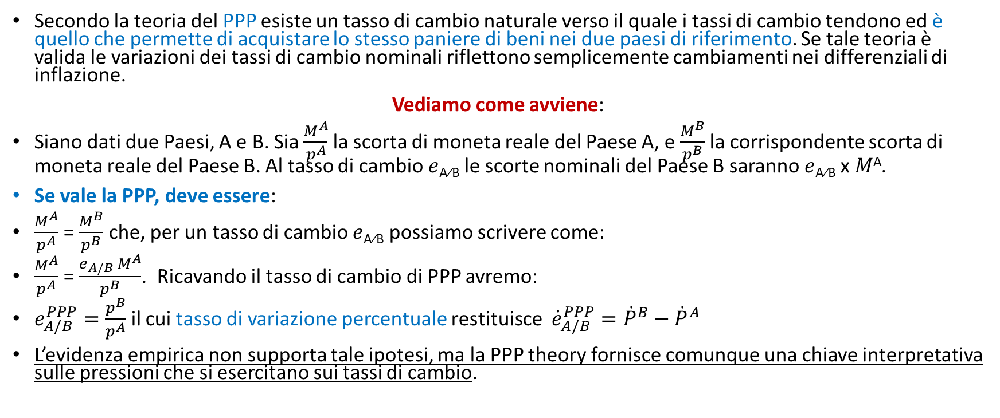 • Secondo la teoria del PPP esiste un tasso di cambio naturale verso il quale i tassi di cambio tendono ed è
quello che permette di acquistare lo stesso paniere di beni nei due paesi di riferimento. Se tale teoria è
valida le variazioni dei tassi di cambio nominali riflettono semplicemente cambiamenti nei differenziali di
inflazione.
Vediamo come avviene:
• Siano dati due Paesi, A e B. Sia $\frac{M^A}{p^A}$ la scorta di moneta reale del Paese A, e $\frac{M^B}{p^B}$ la corrispondente scorta di
moneta reale del Paese B. Al tasso di cambio $e_{A/B}$ le scorte nominali del Paese B saranno $e_{A/B}$ x $M^A$.
• Se vale la PPP, deve essere:
• $\frac{M^A}{p^A} = \frac{M^B}{p^B}$ che, per un tasso di cambio $e_{A/B}$ possiamo scrivere come:
• $\frac{M^A}{p^A} = \frac{e_{A/B} \, M^A}{p^B}$. Ricavando il tasso di cambio di PPP avremo:
• $e_{A/B}^{PPP} = \frac{p^B}{p^A}$ il cui tasso di variazione percentuale restituisce $\dot{e}_{A/B}^{PPP} = \dot{P}^B - \dot{P}^A$
• L’evidenza empirica non supporta tale ipotesi, ma la PPP theory fornisce comunque una chiave interpretativa
sulle pressioni che si esercitano sui tassi di cambio.